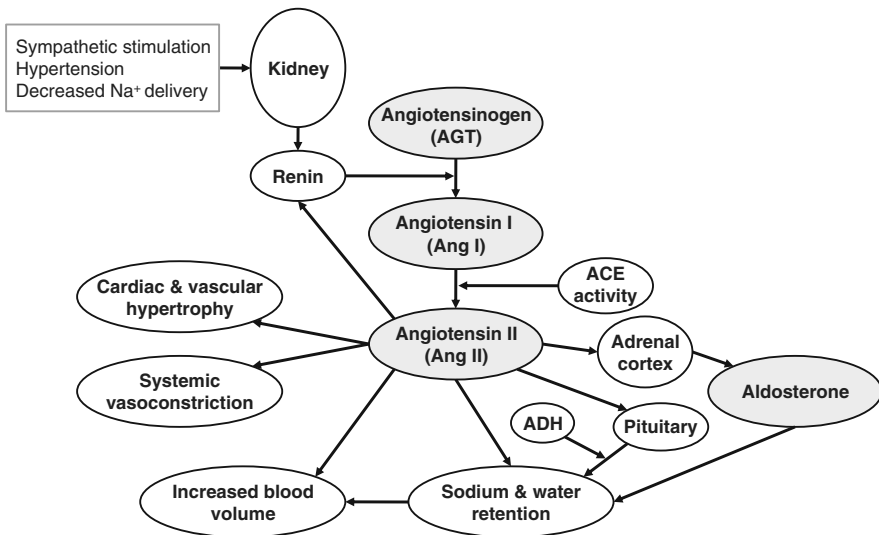 Sympathetic stimulation
Hypertension
Decreased Na⁺ delivery
Kidney
Angiotensinogen
(AGT)
Renin
Angiotensin I
(Ang I)
ACE
activity
Cardiac & vascular
hypertrophy
Angiotensin II
(Ang II)
Adrenal
cortex
Systemic
vasoconstriction
Aldosterone
ADH
Pituitary
Increased blood
volume
Sodium & water
retention